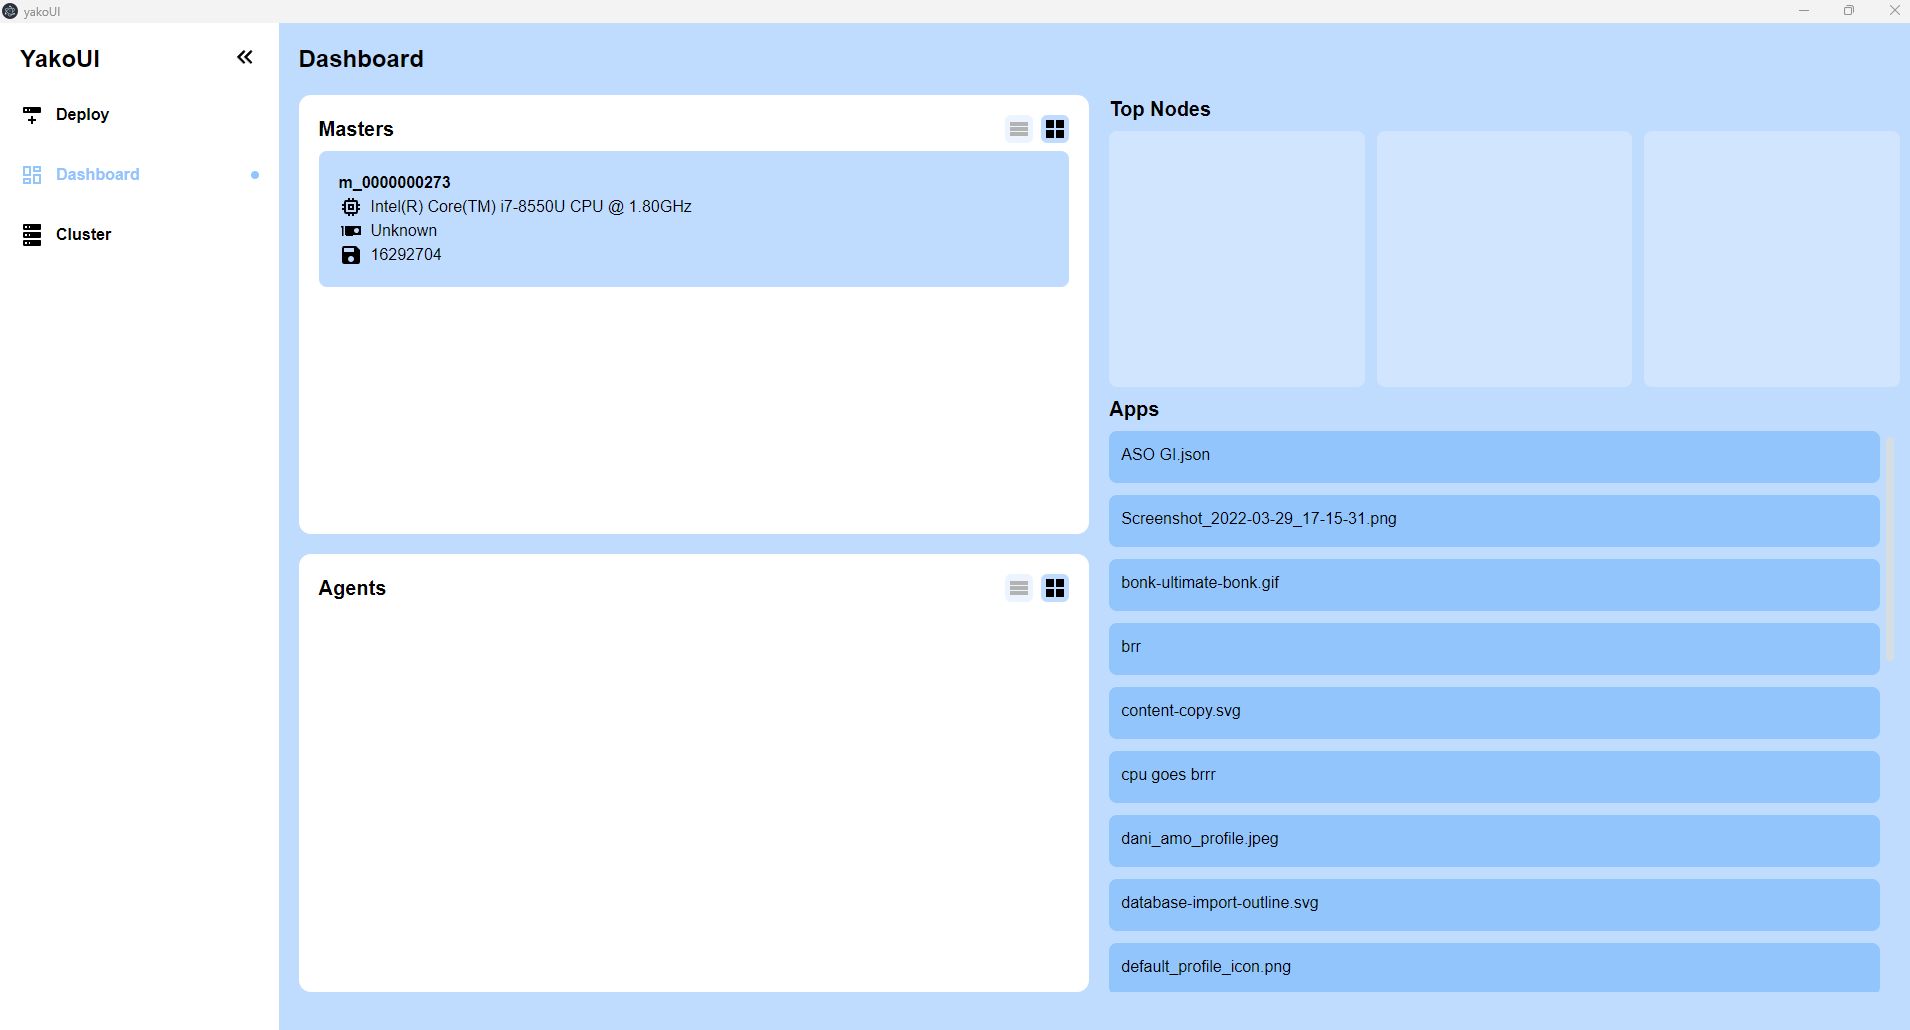 yakoUI
YakoUI
Deploy
Dashboard
Cluster
Dashboard
Masters
m_0000000273
Intel(R) Core(TM) i7-8550U CPU @ 1.80GHz
Unknown
16292704
Agents
Top Nodes
Apps
ASO GI.json
Screenshot_2022-03-29_17-15-31.png
bonk-ultimate-bonk.gif
brr
content-copy.svg
cpu goes brrr
dani_amo_profile.jpeg
database-import-outline.svg
default_profile_icon.png